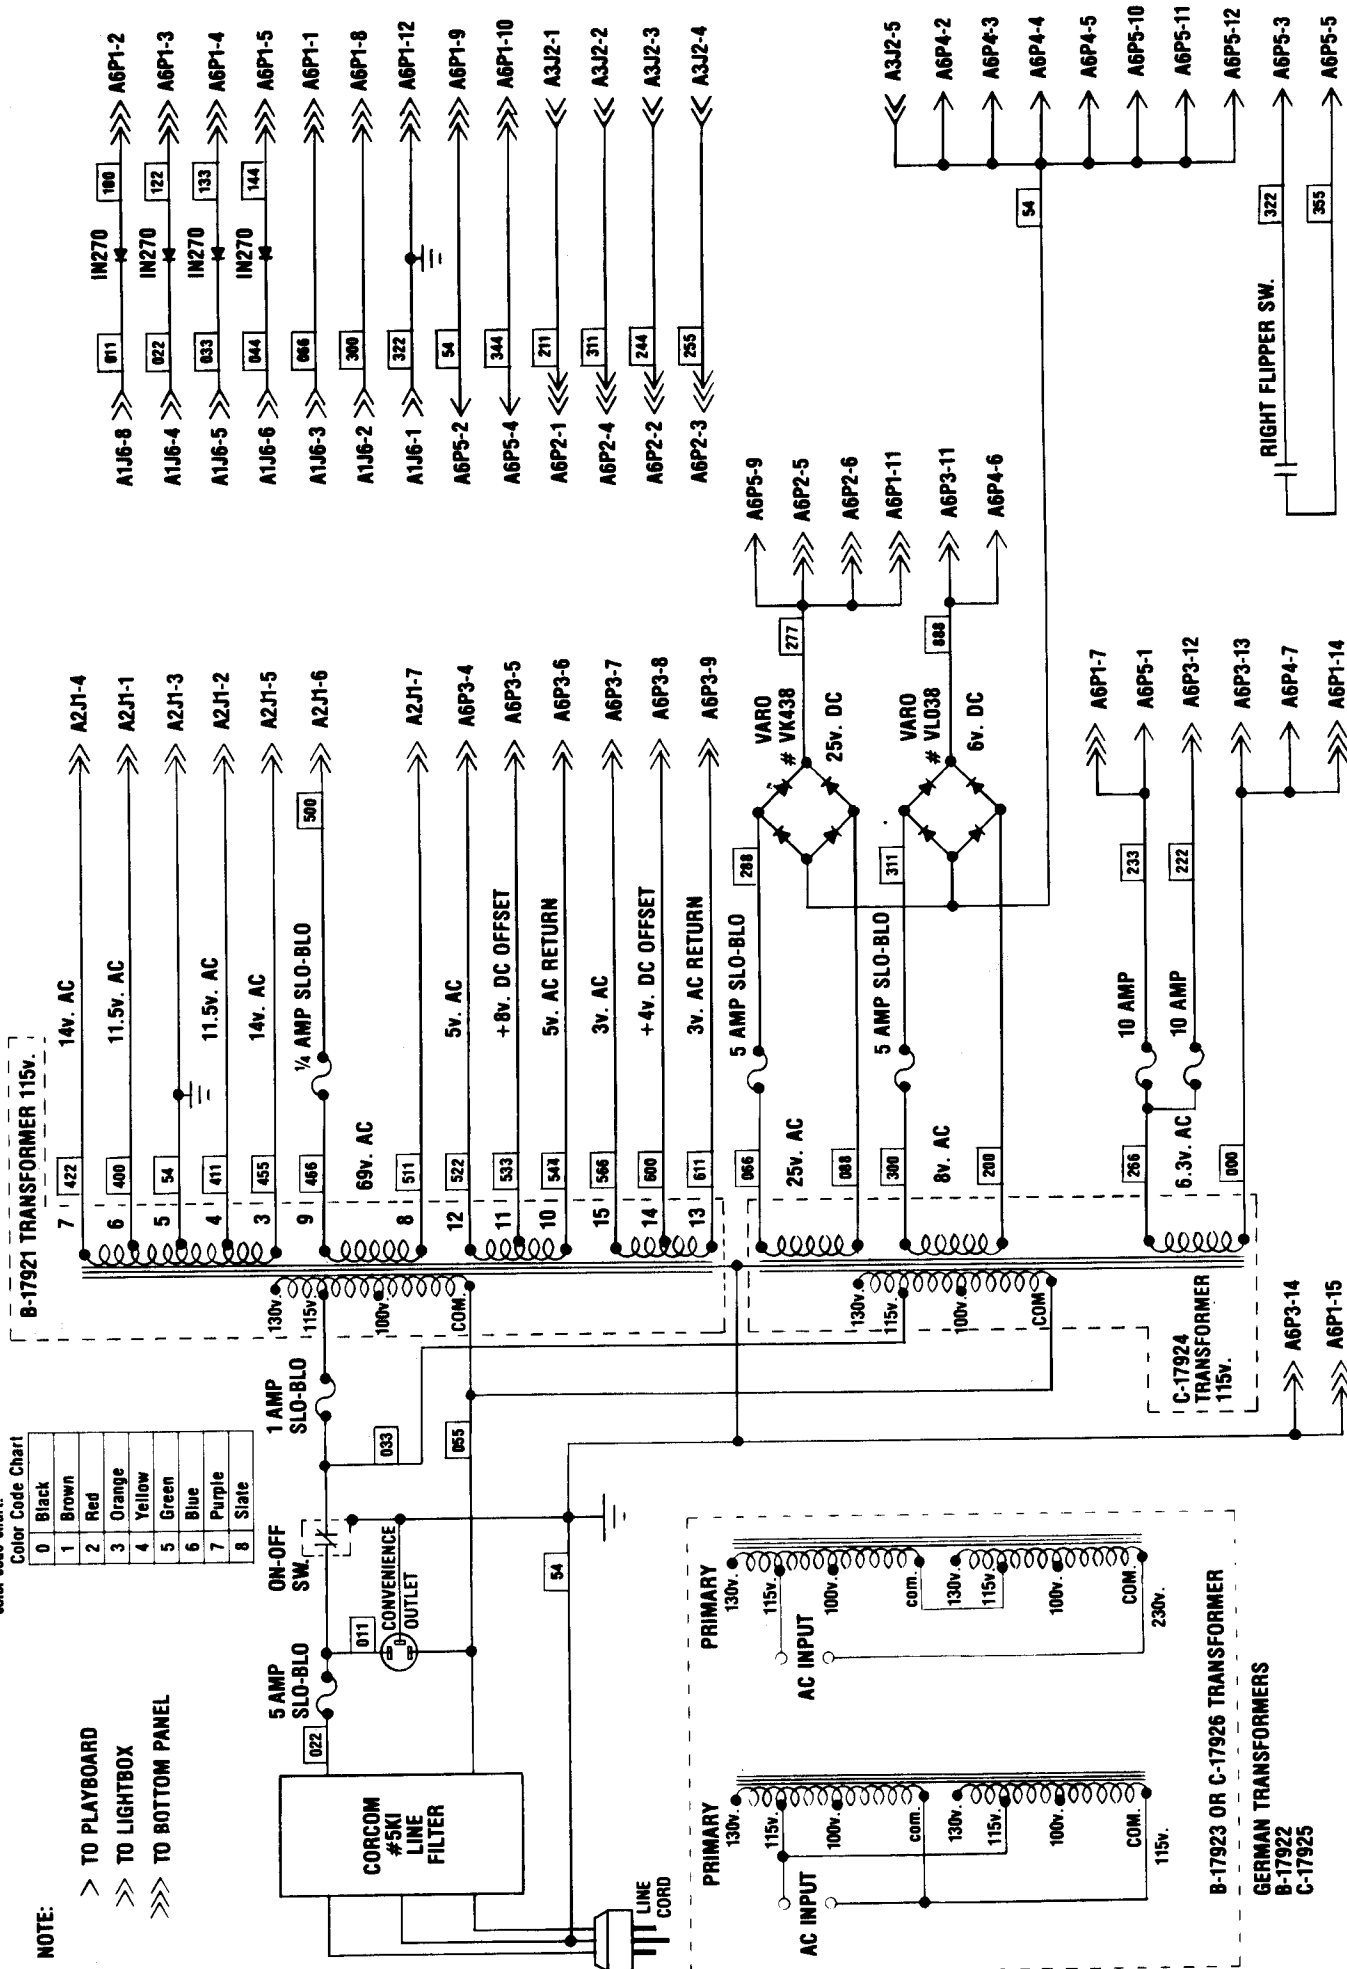 NOTE:
> TO PLAYBOARD
>> TO LIGHTBOX
>>> TO BOTTOM PANEL
Color Code Chart
0 Black
1 Brown
2 Red
3 Orange
4 Yellow
5 Green
6 Blue
7 Purple
8 Slate
CORCOM
#5KI
LINE
FILTER
LINE
CORD
022
5 AMP
SLO-BLO
011
CONVENIENCE
OUTLET
ON-OFF
SW.
033
055
54
1 AMP
SLO-BLO
B-17921 TRANSFORMER 115v.
130v.
115v.
100v.
COM.
7
422
14v. AC
A2J1-4
6
400
11.5v. AC
A2J1-1
5
54
A2J1-3
4
411
11.5v. AC
A2J1-2
3
455
14v. AC
A2J1-5
9
466
¼ AMP SLO-BLO
500
A2J1-6
69v. AC
8
511
A2J1-7
12
522
5v. AC
A6P3-4
11
533
+8v. DC OFFSET
A6P3-5
10
544
5v. AC RETURN
A6P3-6
15
566
3v. AC
A6P3-7
14
600
+4v. DC OFFSET
A6P3-8
13
611
3v. AC RETURN
A6P3-9
C-17924
TRANSFORMER
115v.
130v.
115v.
100v.
COM
066
5 AMP SLO-BLO
288
25v. AC
088
VARO
# VK438
25v. DC
277
A6P5-9
A6P2-5
A6P2-6
A6P1-11
300
5 AMP SLO-BLO
311
8v. AC
200
VARO
# VL038
6v. DC
888
A6P3-11
A6P4-6
266
10 AMP
233
A6P1-7
A6P5-1
10 AMP
222
A6P3-12
6.3v. AC
000
A6P3-13
A6P4-7
A6P1-14
A6P3-14
A6P1-15
A1J6-8
011
IN270
100
A6P1-2
A1J6-4
022
IN270
122
A6P1-3
A1J6-5
033
IN270
133
A6P1-4
A1J6-6
044
IN270
144
A6P1-5
A1J6-3
066
A6P1-1
A1J6-2
300
A6P1-8
A1J6-1
322
A6P1-12
A6P5-2
54
A6P1-9
A6P5-4
344
A6P1-10
A6P2-1
211
A3J2-1
A6P2-4
311
A3J2-2
A6P2-2
244
A3J2-3
A6P2-3
255
A3J2-4
54
A3J2-5
A6P4-2
A6P4-3
A6P4-4
A6P4-5
A6P5-10
A6P5-11
A6P5-12
RIGHT FLIPPER SW.
322
A6P5-3
355
A6P5-5
PRIMARY
130v.
115v.
100v.
com.
130v.
115v.
100v.
COM.
AC INPUT
115v.
PRIMARY
130v.
115v.
100v.
com.
130v.
115v.
100v.
COM.
AC INPUT
230v.
B-17923 OR C-17926 TRANSFORMER
GERMAN TRANSFORMERS
B-17922
C-17925